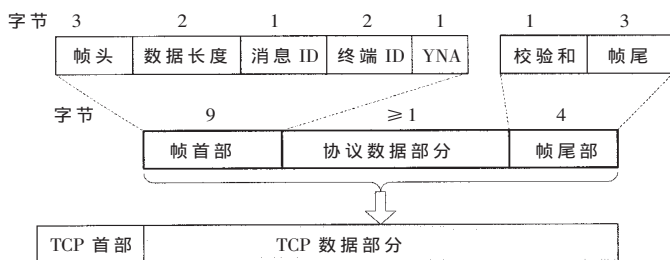 字节 3 2 1 2 1 1 3
帧头 数据长度 消息 ID 终端 ID YNA 校验和 帧尾
字节 9 ≥1 4
帧首部 协议数据部分 帧尾部
TCP 首部 TCP 数据部分